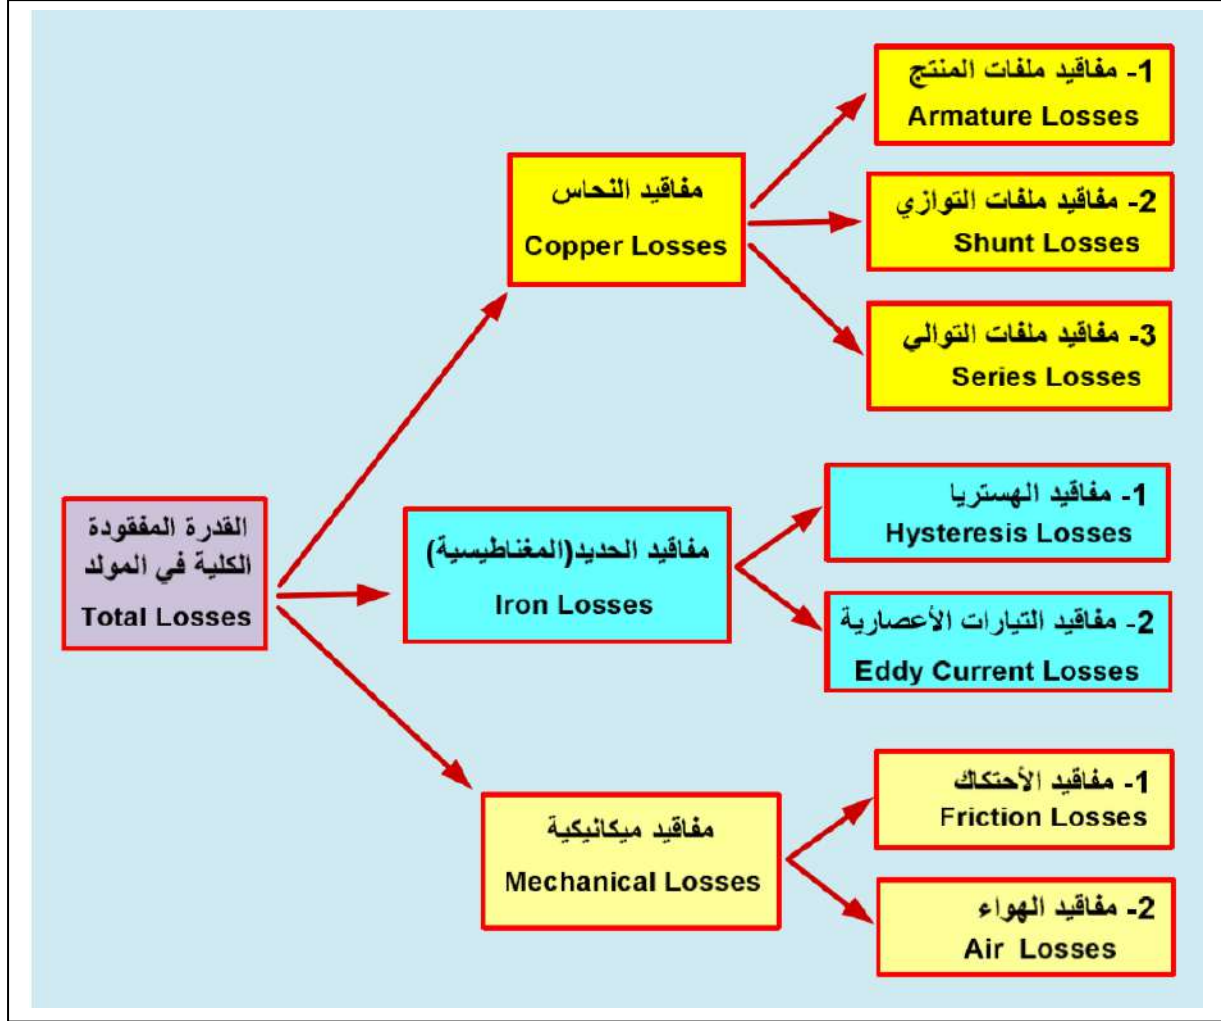 القدرة المفقودة
الكلية في المولد
Total Losses
مفاقيد النحاس
Copper Losses
1- مفاقيد ملفات المنتج
Armature Losses
2- مفاقيد ملفات التوازي
Shunt Losses
3- مفاقيد ملفات التوالي
Series Losses
مفاقيد الحديد(المغناطيسية)
Iron Losses
1- مفاقيد الهستريا
Hysteresis Losses
2- مفاقيد التيارات الأعصارية
Eddy Current Losses
مفاقيد ميكانيكية
Mechanical Losses
1- مفاقيد الأحتكاك
Friction Losses
2- مفاقيد الهواء
Air Losses